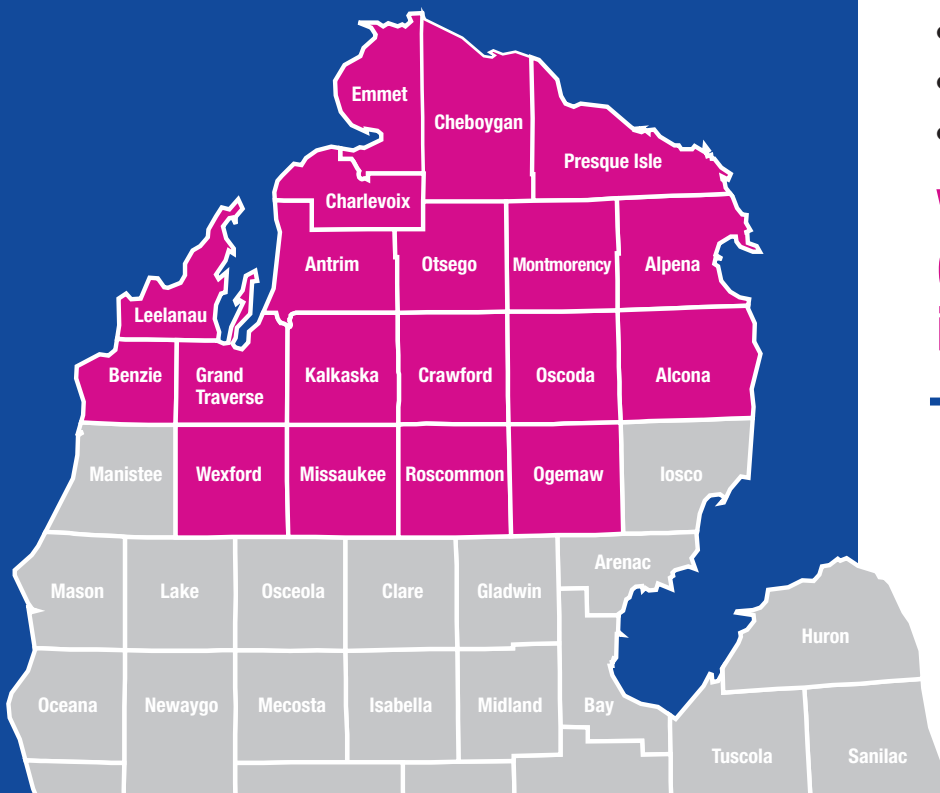 Emmet
Cheboygan
Presque Isle
Charlevoix
Antrim
Otsego
Montmorency
Alpena
Leelanau
Benzie
Grand
Traverse
Kalkaska
Crawford
Oscoda
Alcona
Manistee
Wexford
Missaukee
Roscommon
Ogemaw
Iosco
Arenac
Mason
Lake
Osceola
Clare
Gladwin
Huron
Oceana
Newaygo
Mecosta
Isabella
Midland
Bay
Tuscola
Sanilac